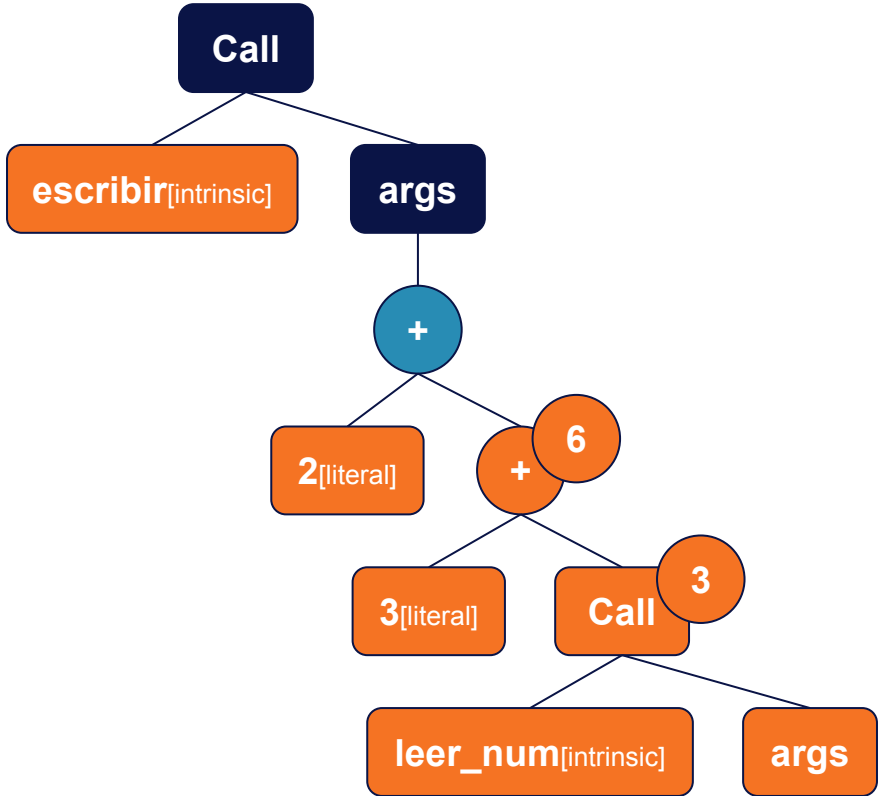 Call
escribir[intrinsic]
args
+
2[literal]
+
6
3[literal]
Call
3
leer_num[intrinsic]
args